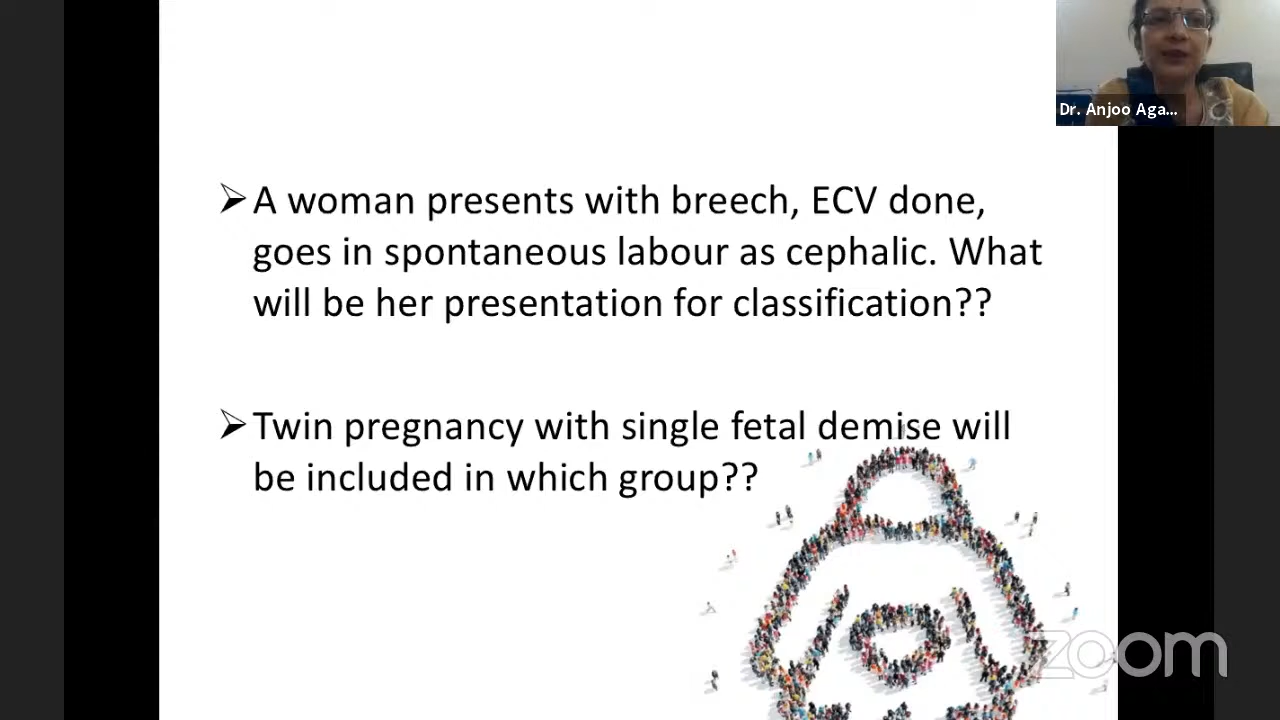 Dr. Anjoo Aga...
➢A woman presents with breech, ECV done,
goes in spontaneous labour as cephalic. What
will be her presentation for classification??
➢Twin pregnancy with single fetal demise will
be included in which group??
zoom